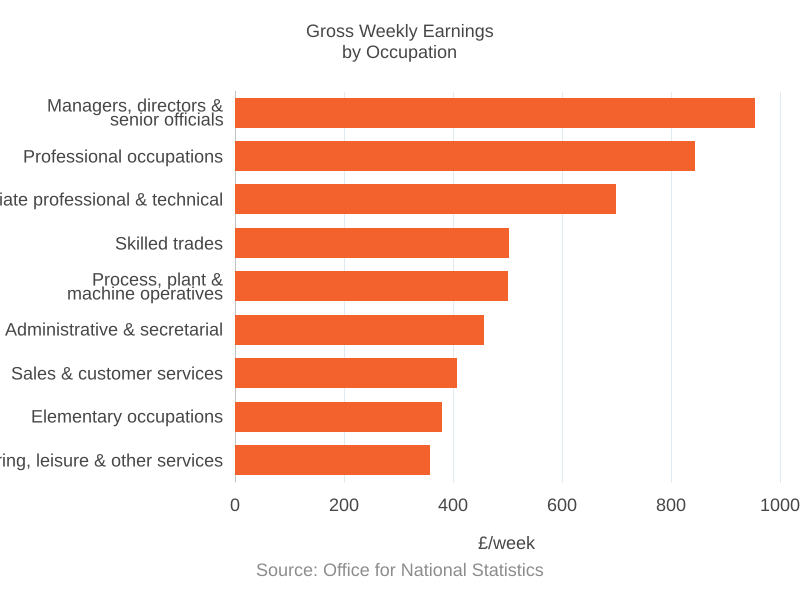 Gross Weekly Earnings
by Occupation
Managers, directors &
senior officials
Professional occupations
professional & technical
Skilled trades
Process, plant &
machine operatives
Administrative & secretarial
Sales & customer services
Elementary occupations
leisure & other services
0 200 400 600 800 1000
£/week
Source: Office for National Statistics